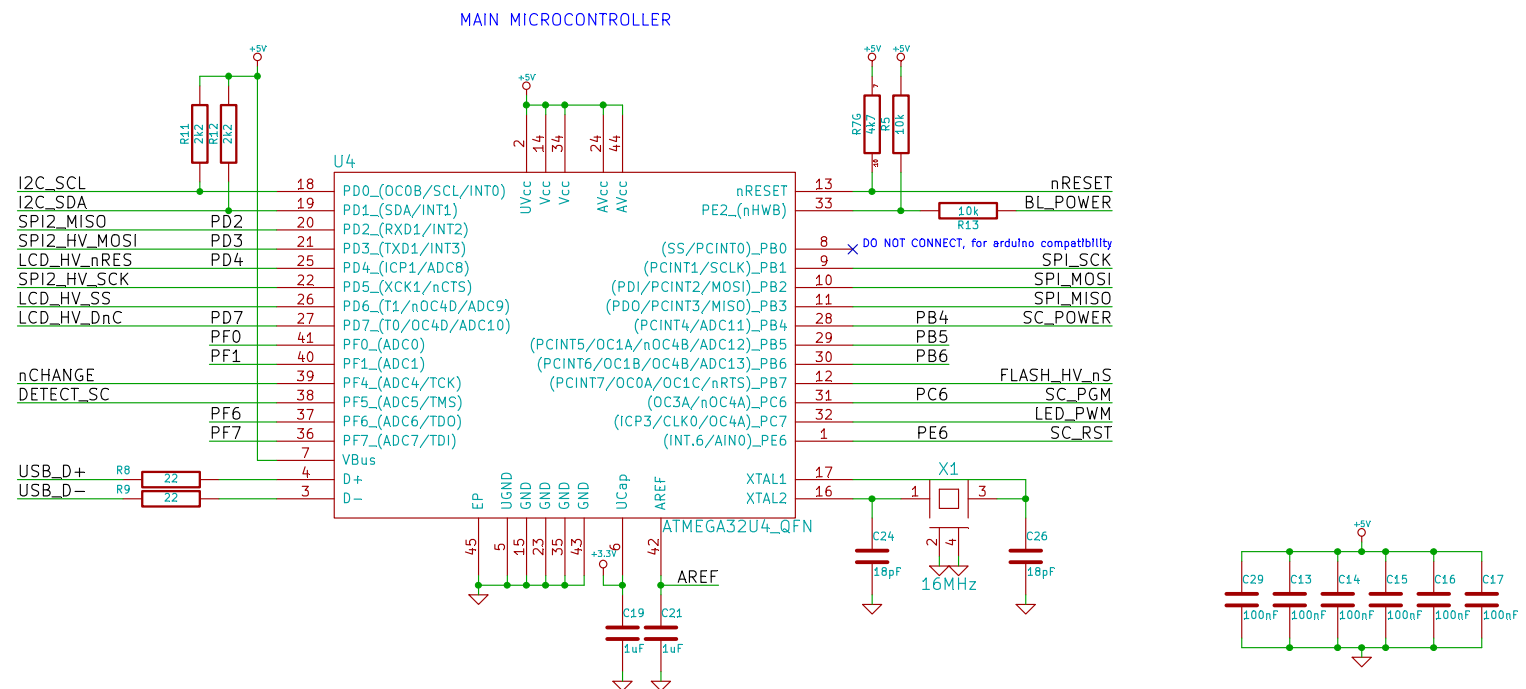 MAIN MICROCONTROLLER
+5V
+5V
+5V
+5V
R11
2k2
R12
2k2
R7G
4k7
7
10
R5
10k
2
14
34
24
44
UVcc
Vcc
Vcc
AVcc
AVcc
U4
I2C_SCL
18
PD0_(OC0B/SCL/INT0)
nRESET
13
nRESET
I2C_SDA
19
PD1_(SDA/INT1)
PE2_(nHWB)
33
10k
R13
BL_POWER
SPI2_MISO
PD2
20
PD2_(RXD1/INT2)
SPI2_HV_MOSI
PD3
21
PD3_(TXD1/INT3)
(SS/PCINT0)_PB0
8
DO NOT CONNECT, for arduino compatibility
LCD_HV_nRES
PD4
25
PD4_(ICP1/ADC8)
(PCINT1/SCLK)_PB1
9
SPI_SCK
SPI2_HV_SCK
22
PD5_(XCK1/nCTS)
(PDI/PCINT2/MOSI)_PB2
10
SPI_MOSI
LCD_HV_SS
26
PD6_(T1/nOC4D/ADC9)
(PDO/PCINT3/MISO)_PB3
11
SPI_MISO
LCD_HV_DnC
PD7
27
PD7_(T0/OC4D/ADC10)
(PCINT4/ADC11)_PB4
28
PB4
SC_POWER
PF0
41
PF0_(ADC0)
(PCINT5/OC1A/nOC4B/ADC12)_PB5
29
PB5
PF1
40
PF1_(ADC1)
(PCINT6/OC1B/OC4B/ADC13)_PB6
30
PB6
nCHANGE
39
PF4_(ADC4/TCK)
(PCINT7/OC0A/OC1C/nRTS)_PB7
12
FLASH_HV_nS
DETECT_SC
38
PF5_(ADC5/TMS)
(OC3A/nOC4A)_PC6
31
PC6
SC_PGM
PF6
37
PF6_(ADC6/TDO)
(iCP3/CLK0/OC4A)_PC7
32
LED_PWM
PF7
36
PF7_(ADC7/TDI)
(INT.6/AIN0)_PE6
1
PE6
SC_RST
7
VBus
USB_D+
R8
22
4
D+
XTAL1
17
X1
USB_D-
R9
22
3
D-
XTAL2
16
1
3
EP
UGND
GND
GND
GND
GND
UCap
AREF
ATMEGA32U4_QFN
45
5
15
23
35
43
6
42
+3.3V
AREF
C24
18pF
2
4
16MHz
C26
18pF
C19
1uF
C21
1uF
+5V
C29
100nF
C13
100nF
C14
100nF
C15
100nF
C16
100nF
C17
100nF